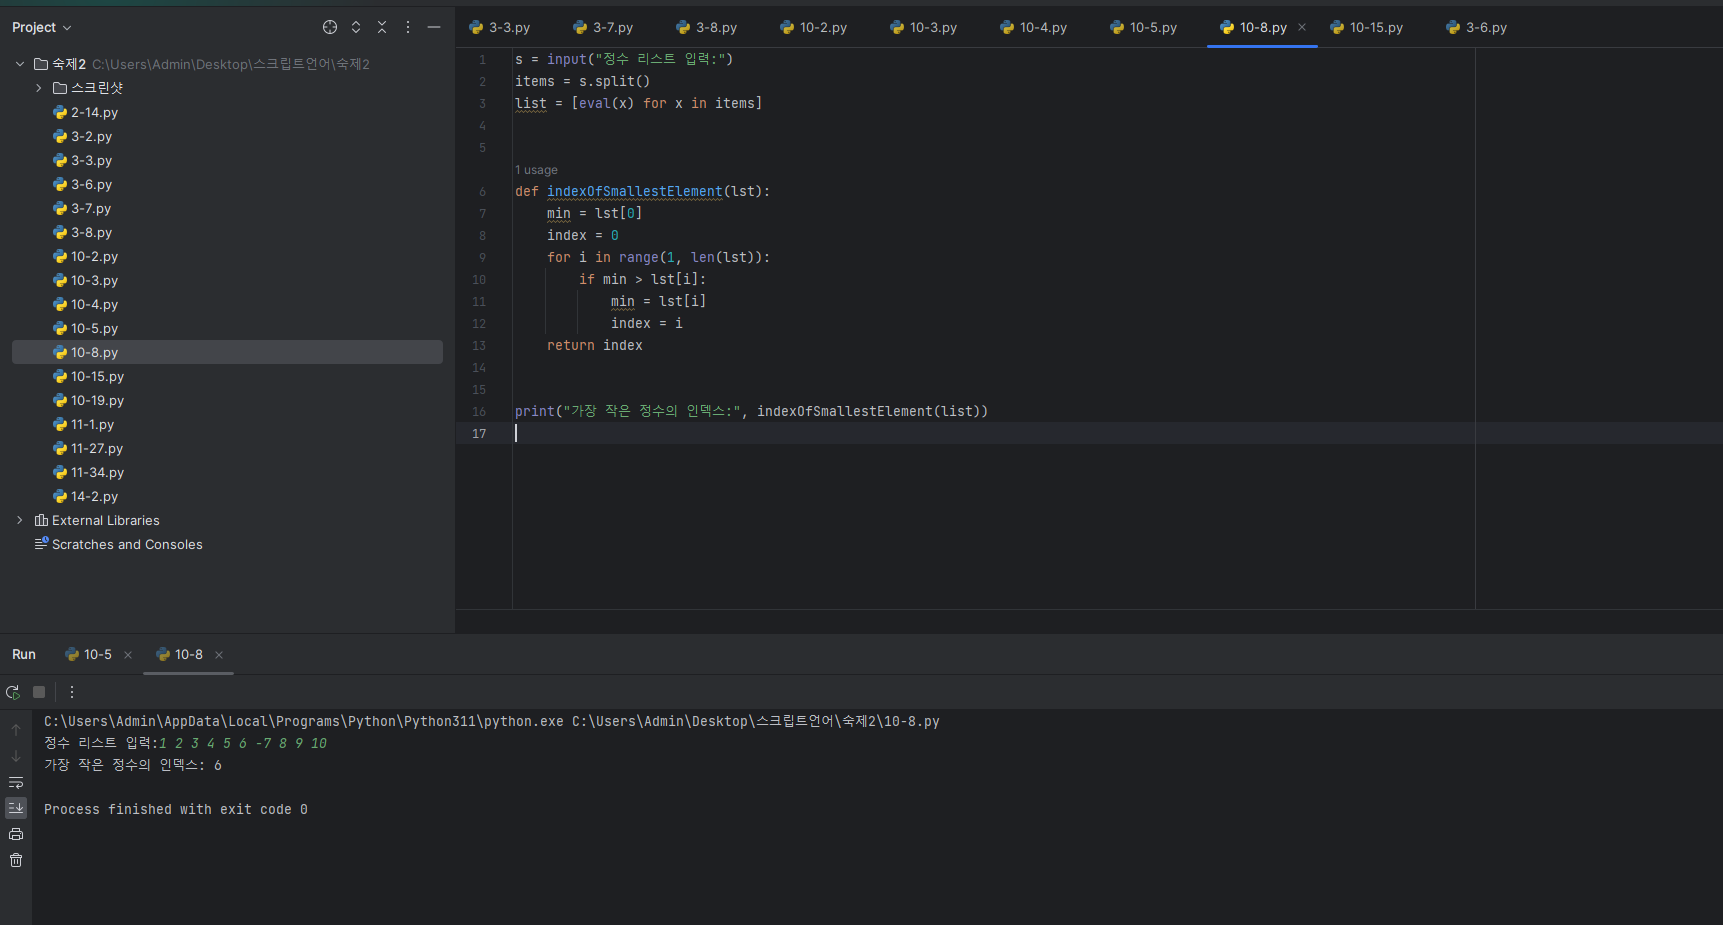 Project
숙제2 C:\Users\Admin\Desktop\스크립트언어\숙제2
스크린샷
2-14.py
3-2.py
3-3.py
3-6.py
3-7.py
3-8.py
10-2.py
10-3.py
10-4.py
10-5.py
10-8.py
10-15.py
10-19.py
11-1.py
11-27.py
11-34.py
14-2.py
External Libraries
Scratches and Consoles
3-3.py 3-7.py 3-8.py 10-2.py 10-3.py 10-4.py 10-5.py 10-8.py 10-15.py 3-6.py
1 s = input("정수 리스트 입력:")
2 items = s.split()
3 list = [eval(x) for x in items]
4
5
1 usage
6 def indexOfSmallestElement(lst):
7     min = lst[0]
8     index = 0
9     for i in range(1, len(lst)):
10         if min > lst[i]:
11             min = lst[i]
12             index = i
13     return index
14
15
16 print("가장 작은 정수의 인덱스:", indexOfSmallestElement(list))
17
Run 10-5 10-8
C:\Users\Admin\AppData\Local\Programs\Python\Python311\python.exe C:\Users\Admin\Desktop\스크립트언어\숙제2\10-8.py
정수 리스트 입력:1 2 3 4 5 6 -7 8 9 10
가장 작은 정수의 인덱스: 6
Process finished with exit code 0